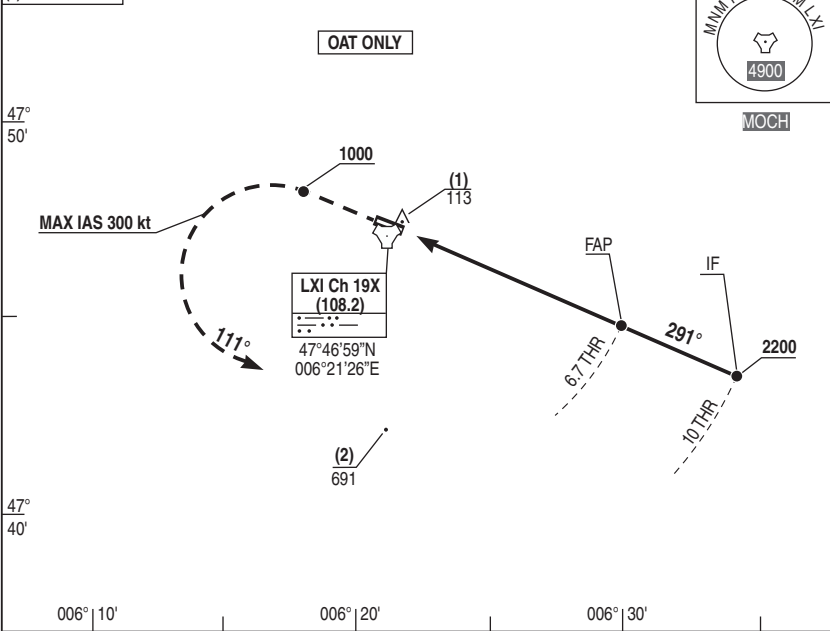 OAT ONLY
MNM
M LXI
4900
MOCH
47°
50'
1000
(1)
113
MAX IAS 300 kt
FAP
IF
LXI Ch 19X
(108.2)
47°46'59"N
006°21'26"E
291°
2200
111°
6.7 THR
10 THR
(2)
691
47°
40'
006° 10'
006° 20'
006° 30'